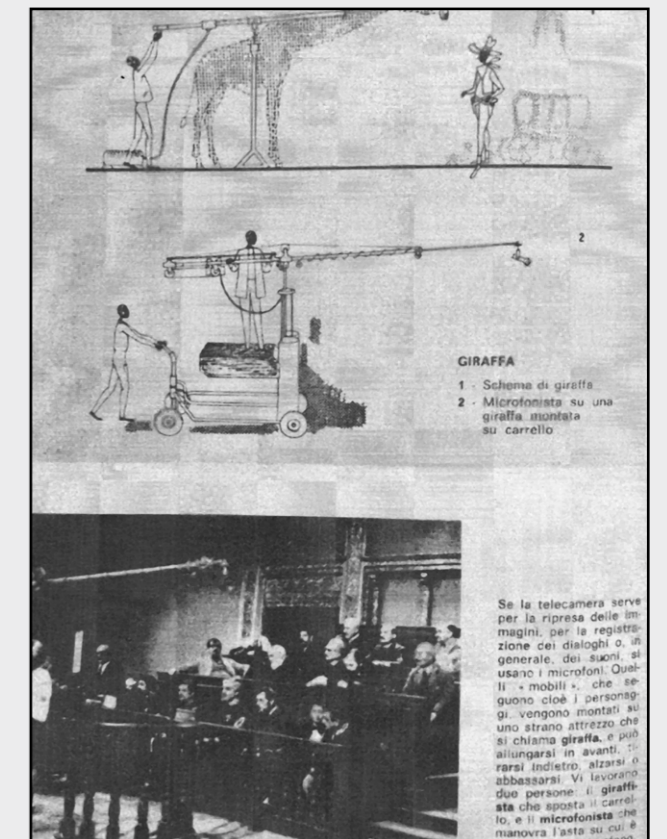 2
GIRAFFA
1 - Schema di giraffa
2 - Microfonista su una
giraffa montata
su carrello
Se la telecamera serve
per la ripresa delle im-
magini, per la registra-
zione dei dialoghi o, in
generale, dei suoni, si
usano i microfoni. Quel-
li « mobili », che se-
guono cioè i personag-
gi, vengono montati su
uno strano attrezzo che
si chiama giraffa, e può
allungarsi in avanti, ti-
rarsi indietro, alzarsi o
abbassarsi. Vi lavorano
due persone: il giraffi-
sta che sposta il carrel-
lo, e il microfonista che
manovra l'asta su cui è